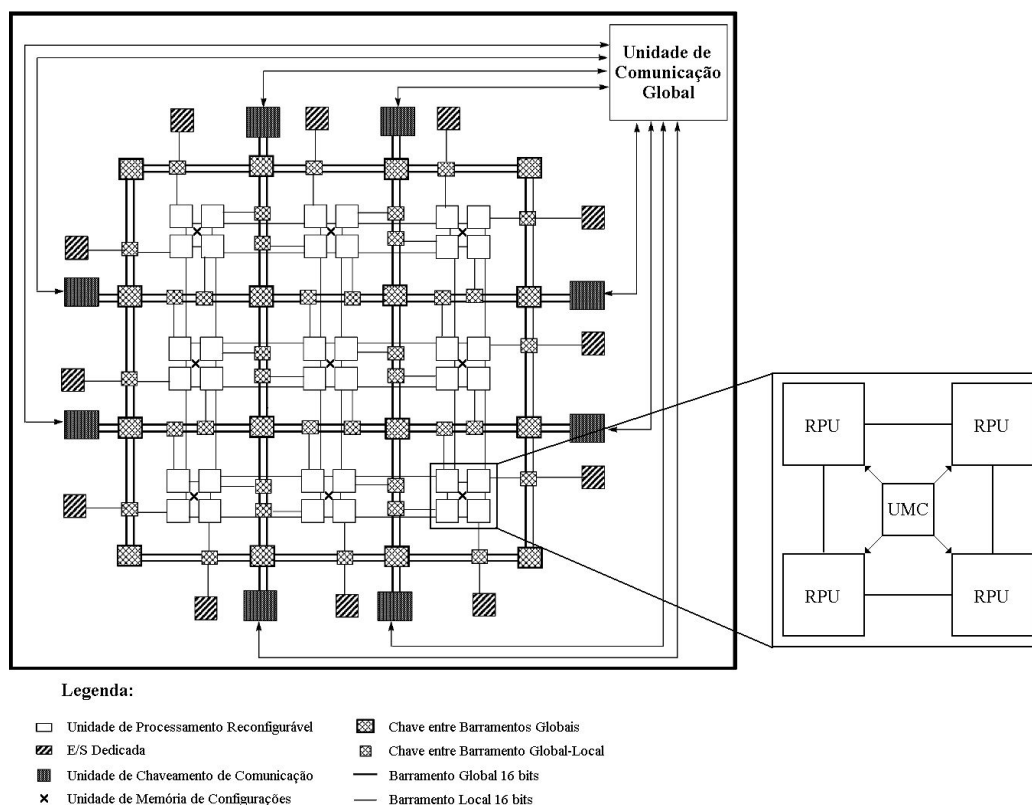 Unidade de
Comunicação
Global
RPU
RPU
UMC
RPU
RPU
Legenda:
Unidade de Processamento Reconfigurável
E/S Dedicada
Unidade de Chaveamento de Comunicação
Unidade de Memória de Configurações
Chave entre Barramentos Globais
Chave entre Barramento Global-Local
Barramento Global 16 bits
Barramento Local 16 bits